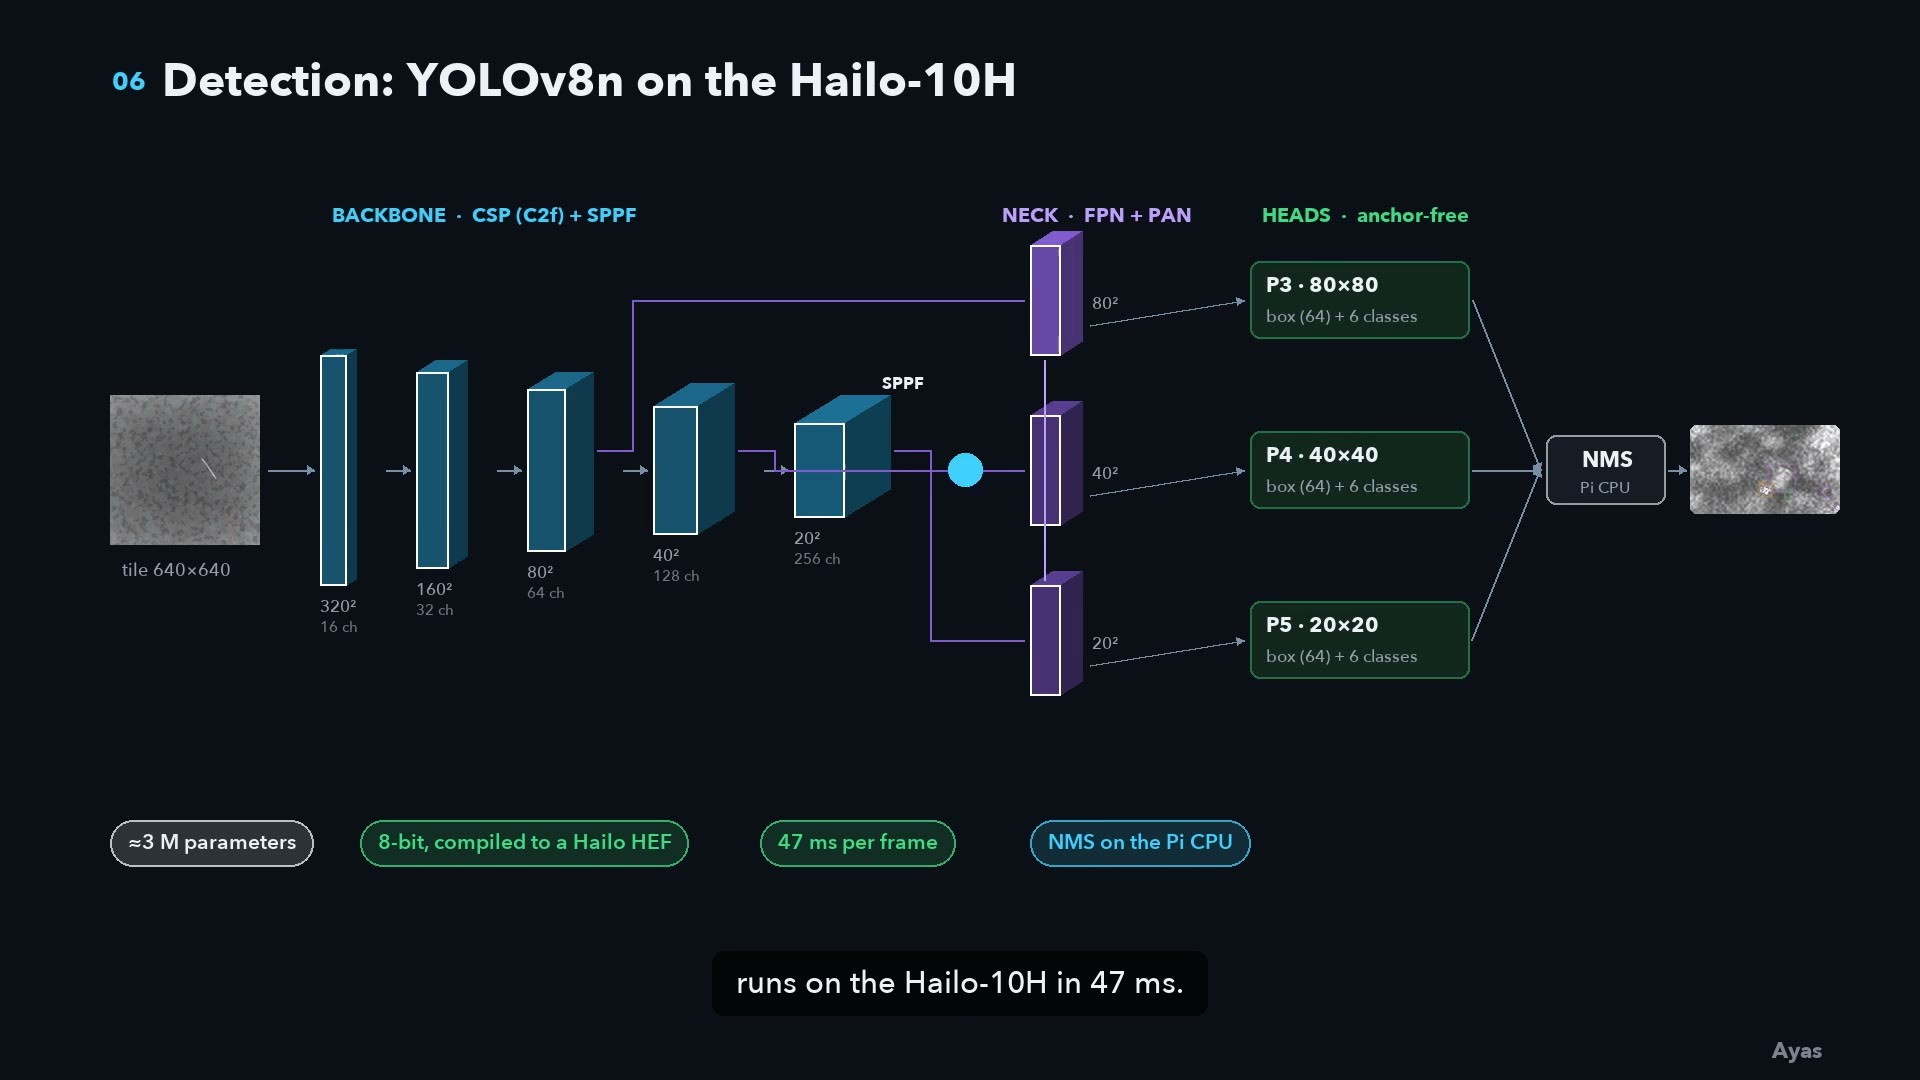 06 Detection: YOLOv8n on the Hailo-10H
BACKBONE · CSP (C2f) + SPPF
NECK · FPN + PAN
HEADS · anchor-free
tile 640×640
320²
16 ch
160²
32 ch
80²
64 ch
40²
128 ch
SPPF
20²
256 ch
80²
40²
20²
P3 · 80×80
box (64) + 6 classes
P4 · 40×40
box (64) + 6 classes
P5 · 20×20
box (64) + 6 classes
NMS
Pi CPU
≈3 M parameters
8-bit, compiled to a Hailo HEF
47 ms per frame
NMS on the Pi CPU
runs on the Hailo-10H in 47 ms.
Ayas